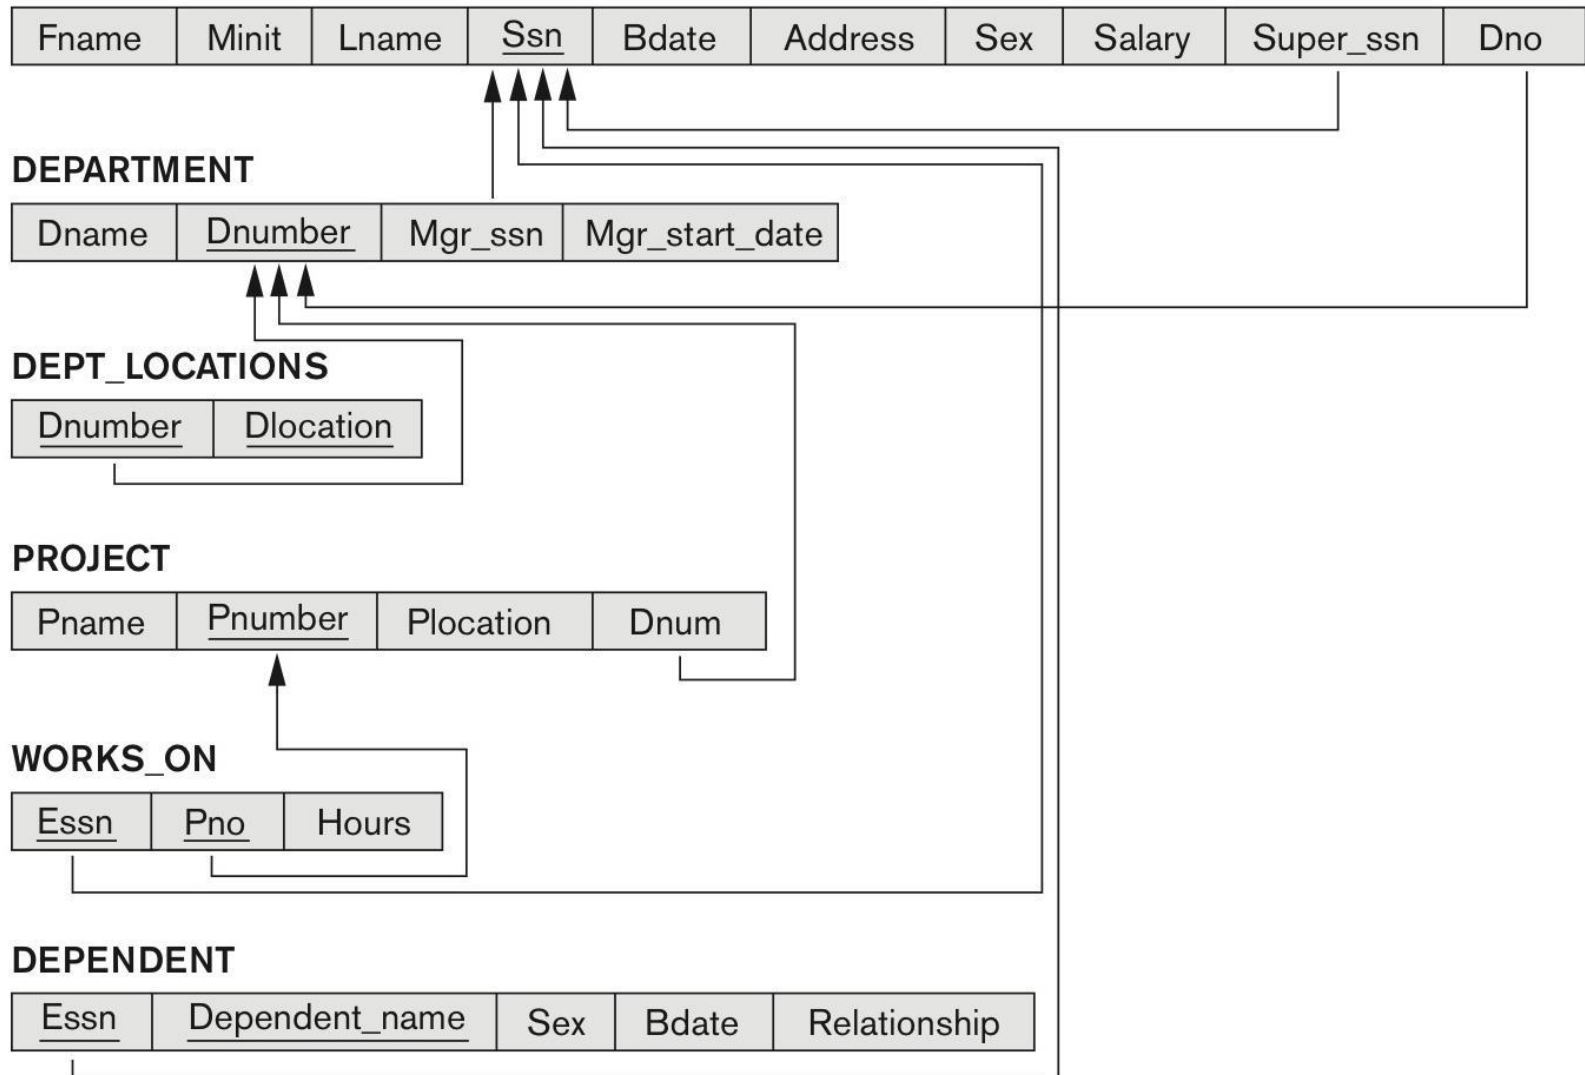 Fname Minit Lname Ssn Bdate Address Sex Salary Super_ssn Dno
DEPARTMENT
Dname Dnumber Mgr_ssn Mgr_start_date
DEPT_LOCATIONS
Dnumber Dlocation
PROJECT
Pname Pnumber Plocation Dnum
WORKS_ON
Essn Pno Hours
DEPENDENT
Essn Dependent_name Sex Bdate Relationship